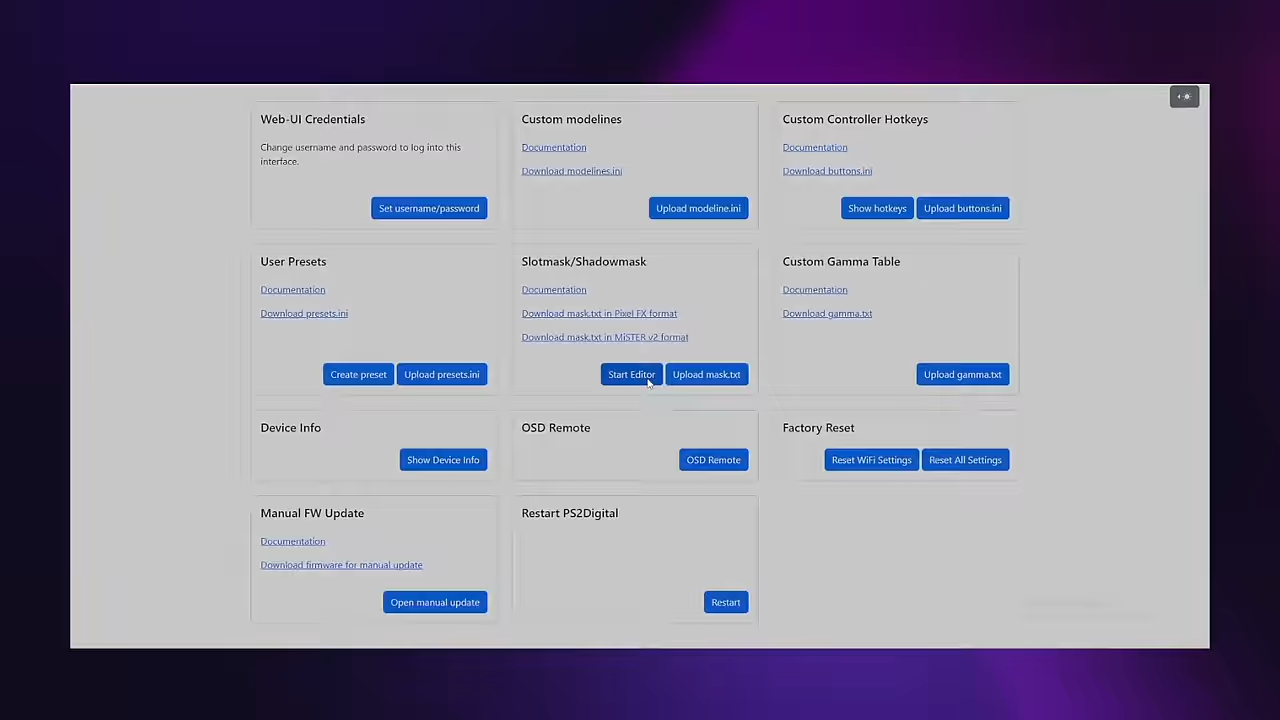 Web-UI Credentials
Change username and password to log into this
interface.
Set username/password
Custom modelines
Documentation
Download modelines.ini
Upload modeline.ini
Custom Controller Hotkeys
Documentation
Download buttons.ini
Show hotkeys
Upload buttons.ini
User Presets
Documentation
Download presets.ini
Create preset
Upload presets.ini
Slotmask/Shadowmask
Documentation
Download mask.txt in Pixel FX format
Download mask.txt in MiSTER v2 format
Start Editor
Upload mask.txt
Custom Gamma Table
Documentation
Download gamma.txt
Upload gamma.txt
Device Info
Show Device Info
OSD Remote
OSD Remote
Factory Reset
Reset WiFi Settings
Reset All Settings
Manual FW Update
Documentation
Download firmware for manual update
Open manual update
Restart PS2Digital
Restart